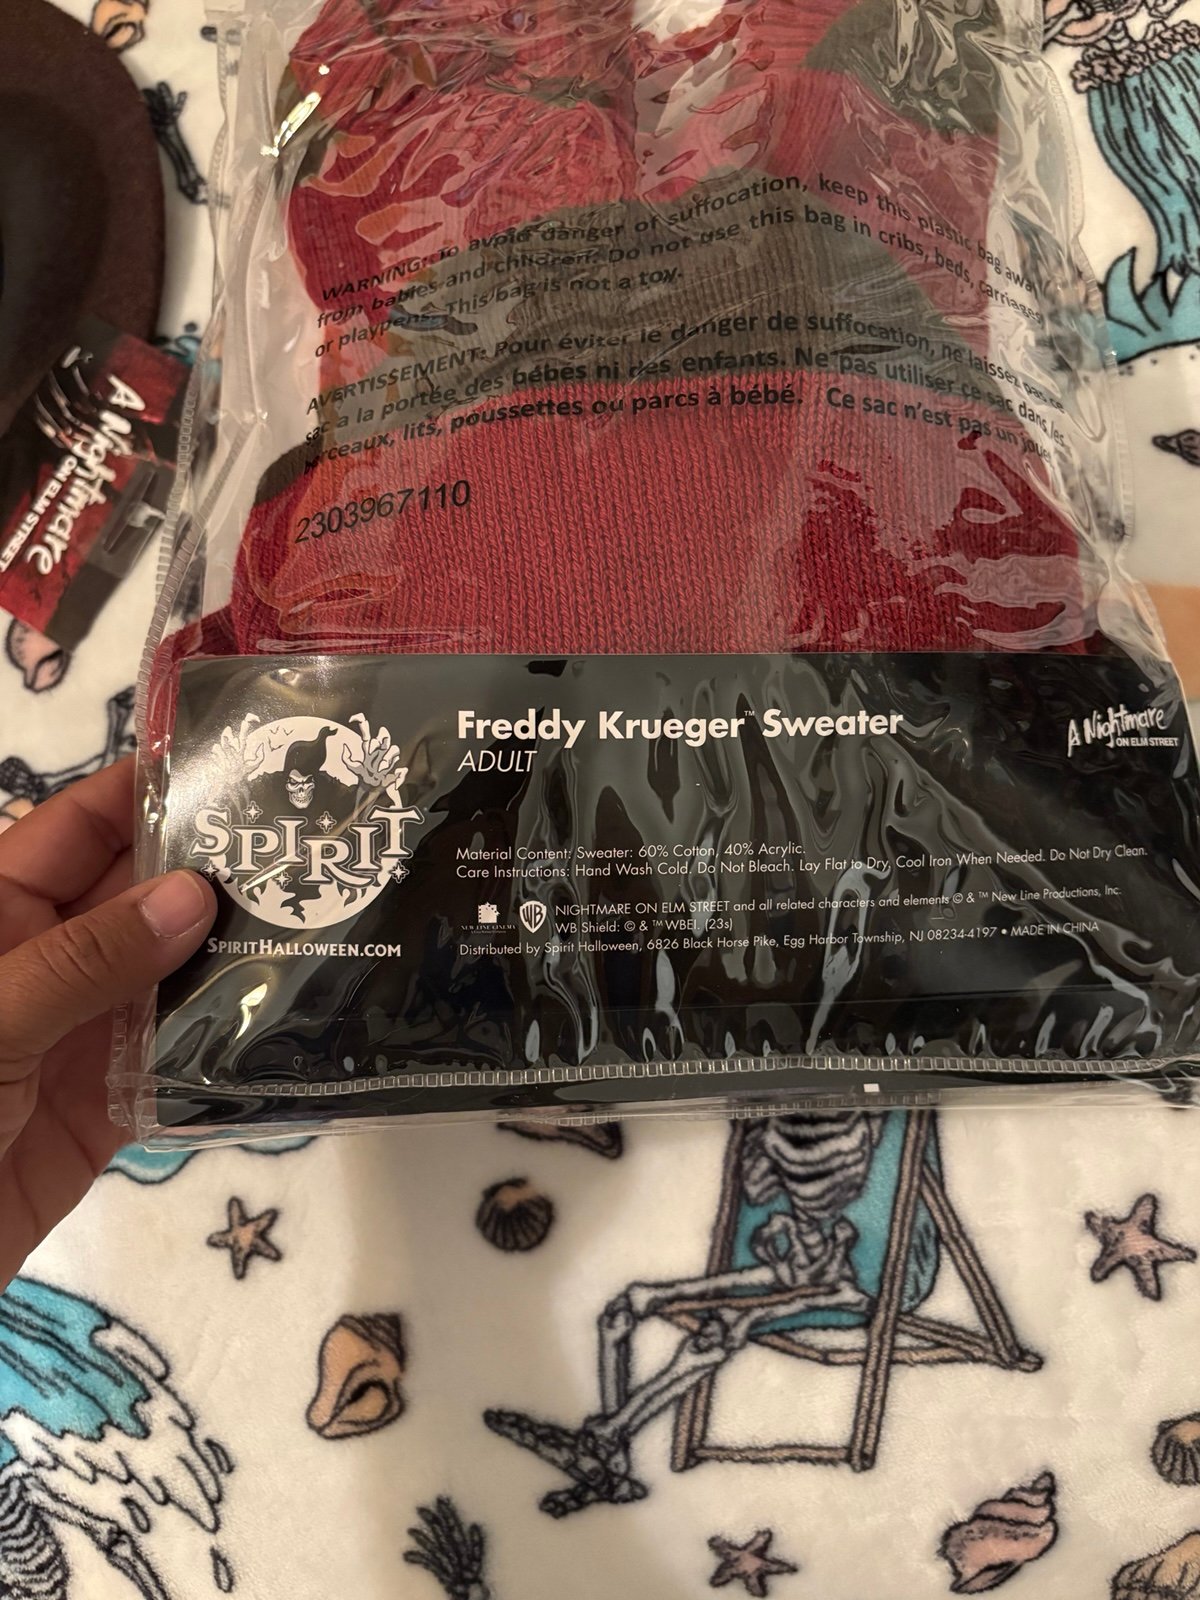 WARNING: To avoid danger of suffocation, keep this plastic bag away
from babies and children. Do not use this bag in cribs, beds, carriages
or playpens. This bag is not a toy.
AVERTISSEMENT: Pour éviter le danger de suffocation, ne laissez pas ce
sac a la portée des bébés ni des enfants. Ne pas utiliser ce sac dans les
berceaux, lits, poussettes ou parcs à bébé. Ce sac n'est pas un jouet
2303967110
A Nightmare
ON ELM STREET
Freddy Krueger™ Sweater
ADULT
A Nightmare
ON ELM STREET
SPIRIT
SPIRITHALLOWEEN.COM
Material Content: Sweater: 60% Cotton, 40% Acrylic.
Care Instructions: Hand Wash Cold. Do Not Bleach. Lay Flat to Dry, Cool Iron When Needed. Do Not Dry Clean.
NEW LINE CINEMA
WB
NIGHTMARE ON ELM STREET and all related characters and elements © & ™ New Line Productions, Inc.
WB Shield: © & ™ WBEI. (23s)
Distributed by Spirit Halloween, 6826 Black Horse Pike, Egg Harbor Township, NJ 08234-4197 • MADE IN CHINA